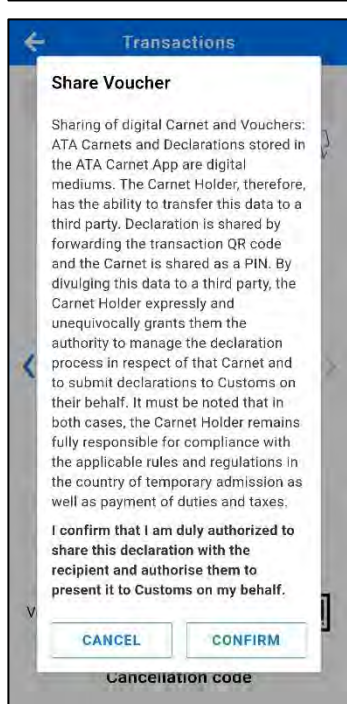 Transactions
Share Voucher
Sharing of digital Carnet and Vouchers:
ATA Carnets and Declarations stored in
the ATA Carnet App are digital
mediums. The Carnet Holder, therefore,
has the ability to transfer this data to a
third party. Declaration is shared by
forwarding the transaction QR code
and the Carnet is shared as a PIN. By
divulging this data to a third party, the
Carnet Holder expressly and
unequivocally grants them the
authority to manage the declaration
process in respect of that Carnet and
to submit declarations to Customs on
their behalf. It must be noted that in
both cases, the Carnet Holder remains
fully responsible for compliance with
the applicable rules and regulations in
the country of temporary admission as
well as payment of duties and taxes.
I confirm that I am duly authorized to
share this declaration with the
recipient and authorise them to
present it to Customs on my behalf.
V
CANCEL CONFIRM
Cancellation code